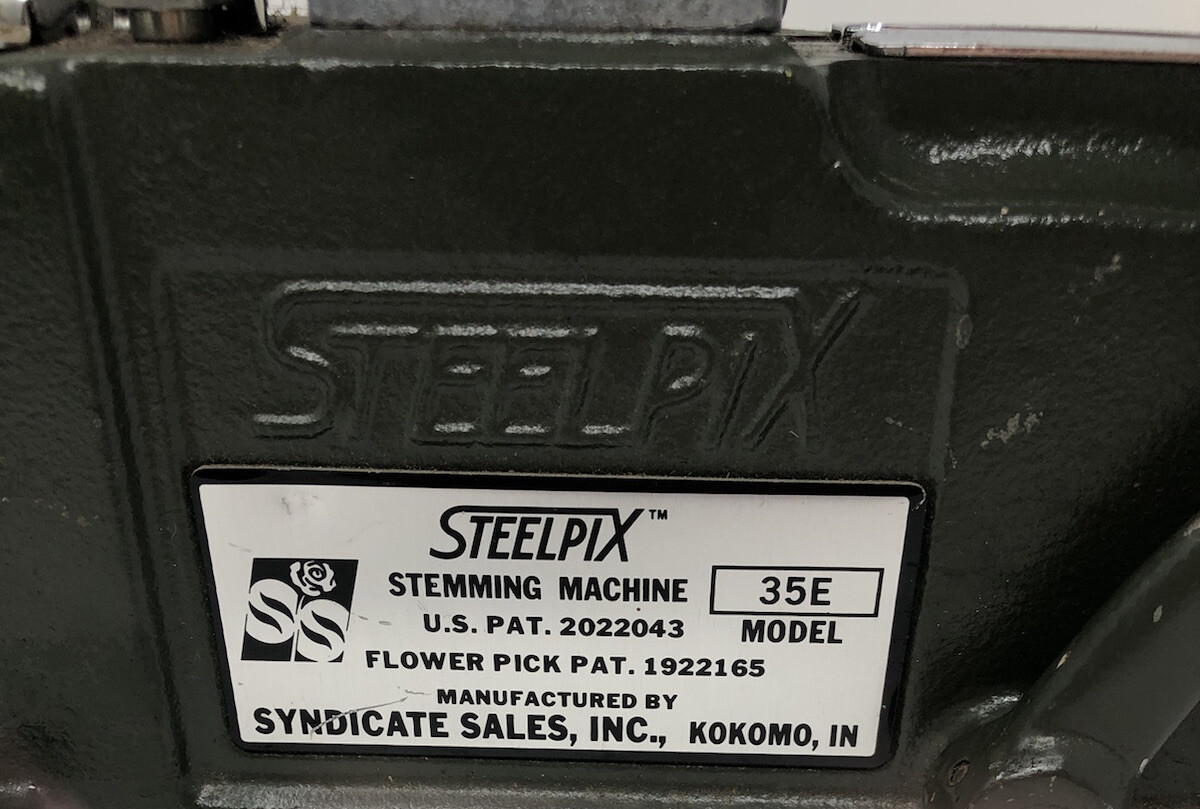 STEELPIX
STEELPIX™
STEMMING MACHINE
35E
U.S. PAT. 2022043
MODEL
FLOWER PICK PAT. 1922165
MANUFACTURED BY
SYNDICATE SALES, INC., KOKOMO, IN
SS